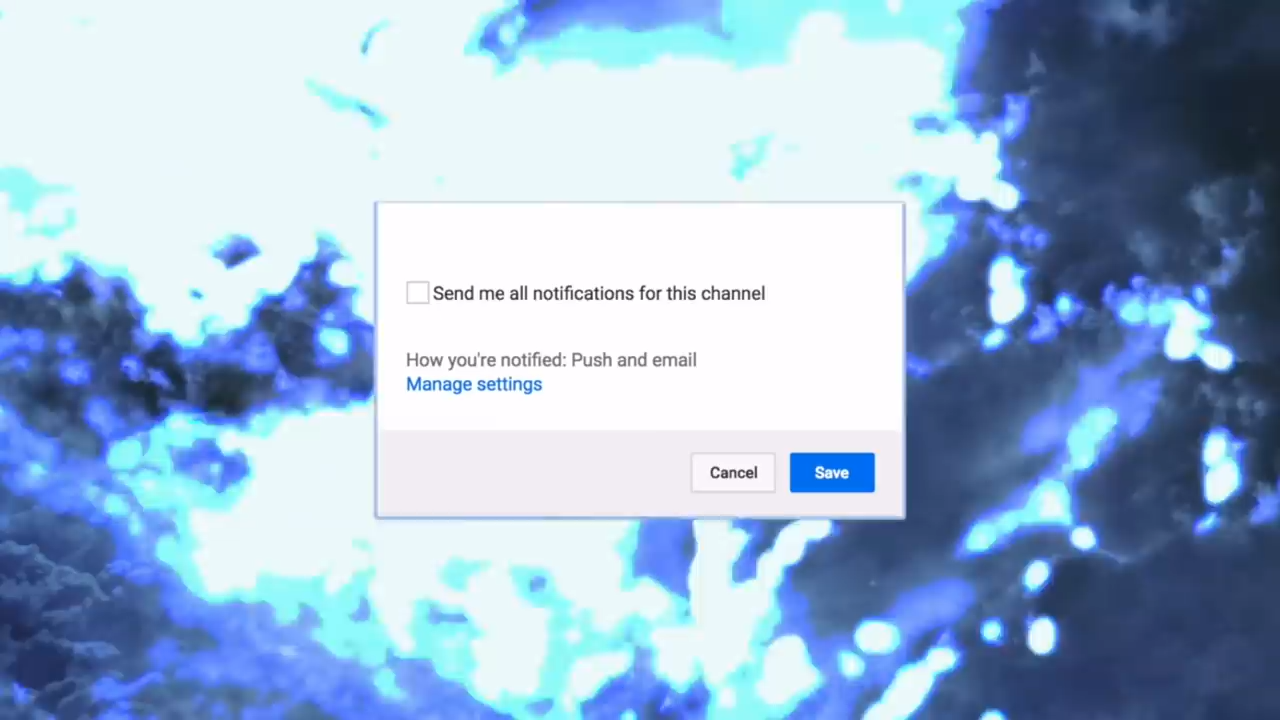 Send me all notifications for this channel
How you're notified: Push and email
Manage settings
Cancel
Save